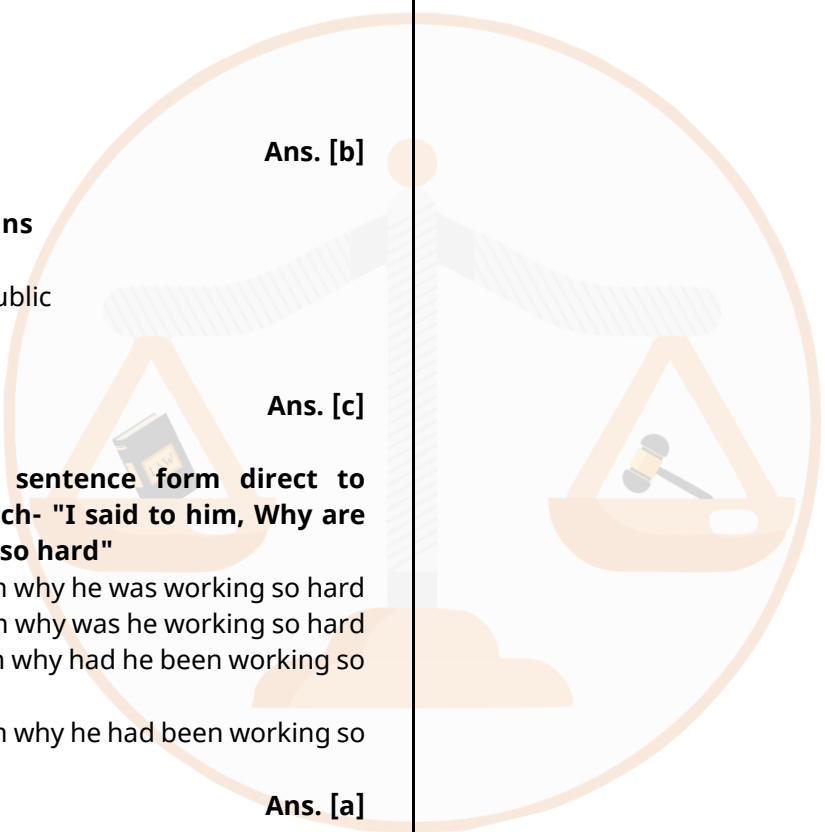 Ans. [b]
ns
ublic
Ans. [c]
sentence form direct to
ch- "I said to him, Why are
so hard"
n why he was working so hard
n why was he working so hard
n why had he been working so
n why he had been working so
Ans. [a]
LAW